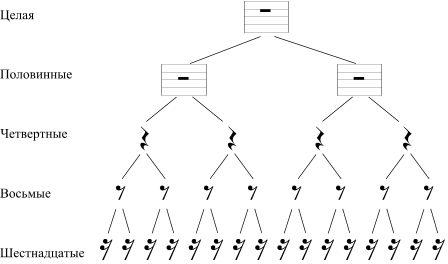 Целая
Половинные
Четвертные
Восьмые
Шестнадцатые